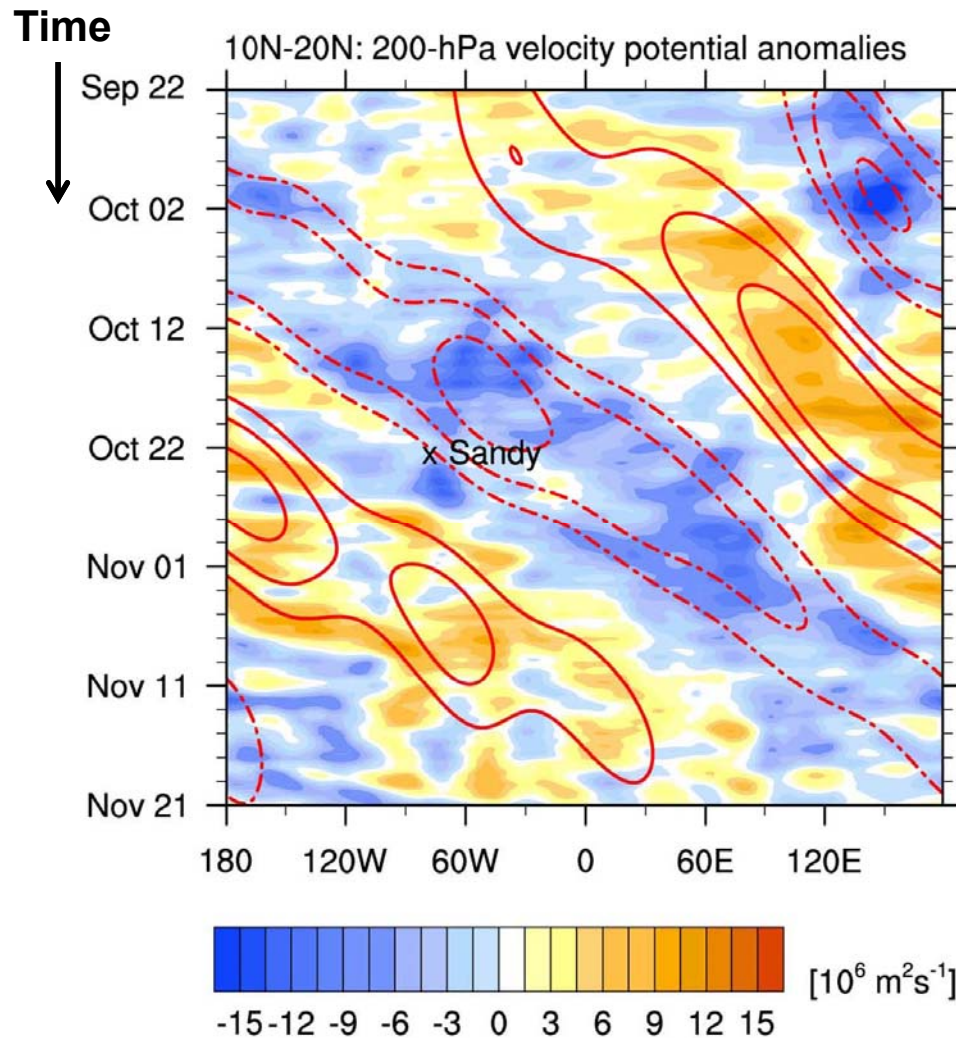 Time
10N-20N: 200-hPa velocity potential anomalies
Sep 22
Oct 02
Oct 12
Oct 22
x Sandy
Nov 01
Nov 11
Nov 21
180 120W 60W 0 60E 120E
[10⁶ m²s⁻¹]
-15 -12 -9 -6 -3 0 3 6 9 12 15